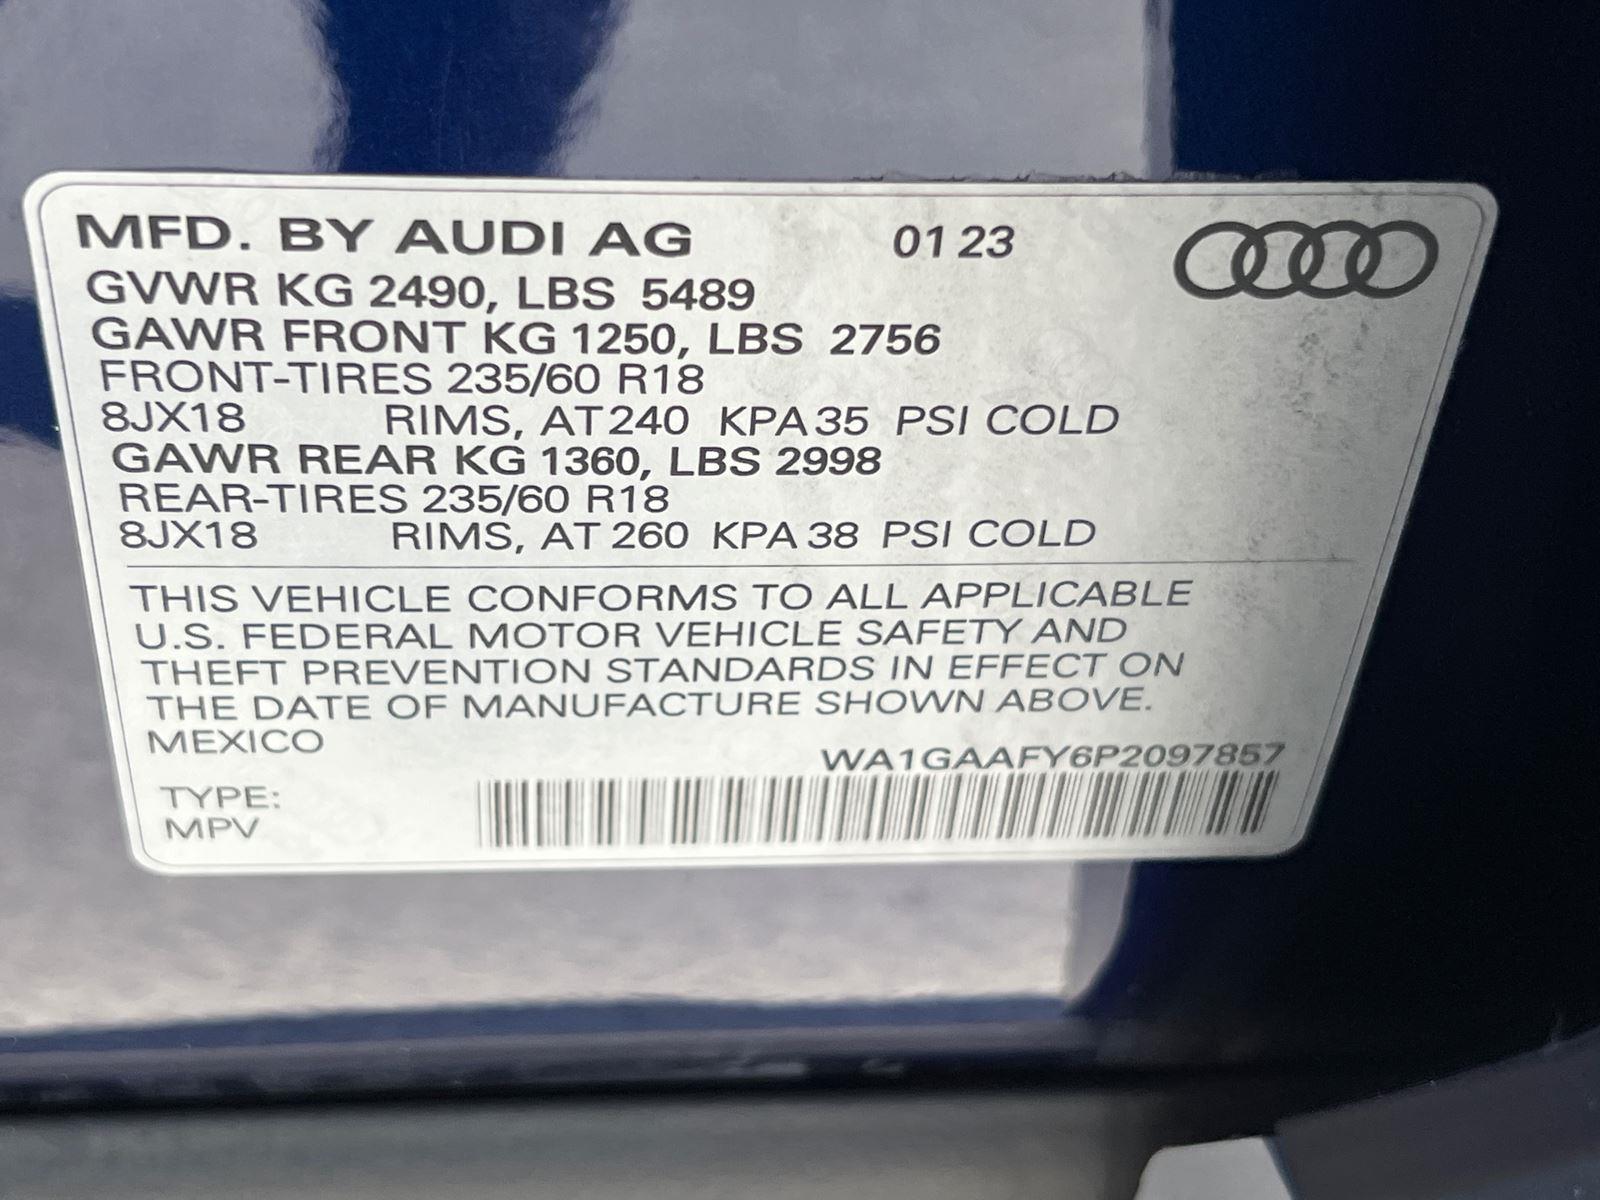 MFD. BY AUDI AG 01 23
GVWR KG 2490, LBS 5489
GAWR FRONT KG 1250, LBS 2756
FRONT-TIRES 235/60 R18
8JX18 RIMS, AT 240 KPA 35 PSI COLD
GAWR REAR KG 1360, LBS 2998
REAR-TIRES 235/60 R18
8JX18 RIMS, AT 260 KPA 38 PSI COLD
THIS VEHICLE CONFORMS TO ALL APPLICABLE
U.S. FEDERAL MOTOR VEHICLE SAFETY AND
THEFT PREVENTION STANDARDS IN EFFECT ON
THE DATE OF MANUFACTURE SHOWN ABOVE.
MEXICO
WA1GAAFY6P2097857
TYPE:
MPV